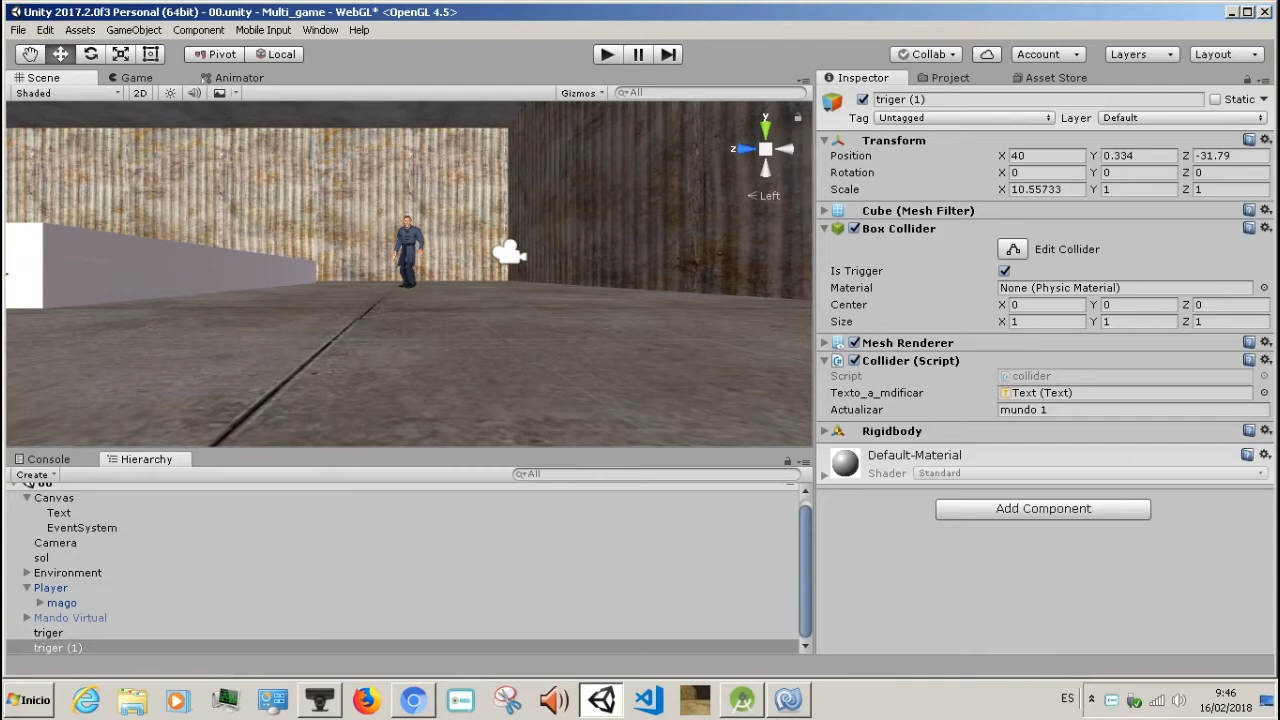 Unity 2017.2.0f3 Personal (64bit) - 00.unity - Multi_game - WebGL* <OpenGL 4.5>
File Edit Assets GameObject Component Mobile Input Window Help
Pivot Local Collab Account Layers Layout
Scene Game Animator
Shaded 2D Gizmos All
y
z
Left
Inspector Project Asset Store
triger (1) Static
Tag Untagged Layer Default
Transform
Position X 40 Y 0.334 Z -31.79
Rotation X 0 Y 0 Z 0
Scale X 10.55733 Y 1 Z 1
Cube (Mesh Filter)
Box Collider
Edit Collider
Is Trigger
Material None (Physic Material)
Center X 0 Y 0 Z 0
Size X 1 Y 1 Z 1
Mesh Renderer
Collider (Script)
Script collider
Texto_a_mdificar Text (Text)
Actualizar mundo 1
Rigidbody
Default-Material
Shader Standard
Add Component
Console Hierarchy
Create All
00
Canvas
Text
EventSystem
Camera
sol
Environment
Player
mago
Mando Virtual
triger
triger (1)
Inicio
ES
9:46
16/02/2018